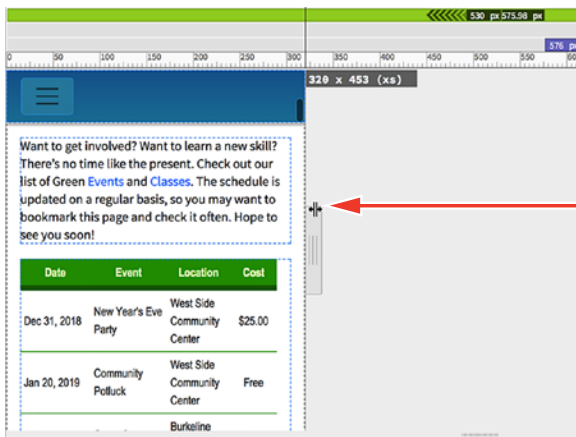 530 px 575.98 px
576 px
0 50 100 150 200 250 300 350 400 450 500 550
320 x 453 (xs)
Want to get involved? Want to learn a new skill?
There's no time like the present. Check out our
list of Green Events and Classes. The schedule is
updated on a regular basis, so you may want to
bookmark this page and check it often. Hope to
see you soon!
Date Event Location Cost
Dec 31, 2018 New Year's Eve Party West Side Community Center $25.00
Jan 20, 2019 Community Potluck West Side Community Center Free
Burkeline